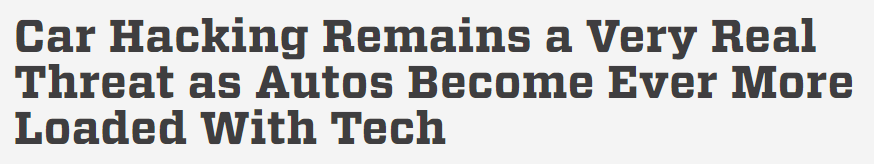 Car Hacking Remains a Very Real
Threat as Autos Become Ever More
Loaded With Tech